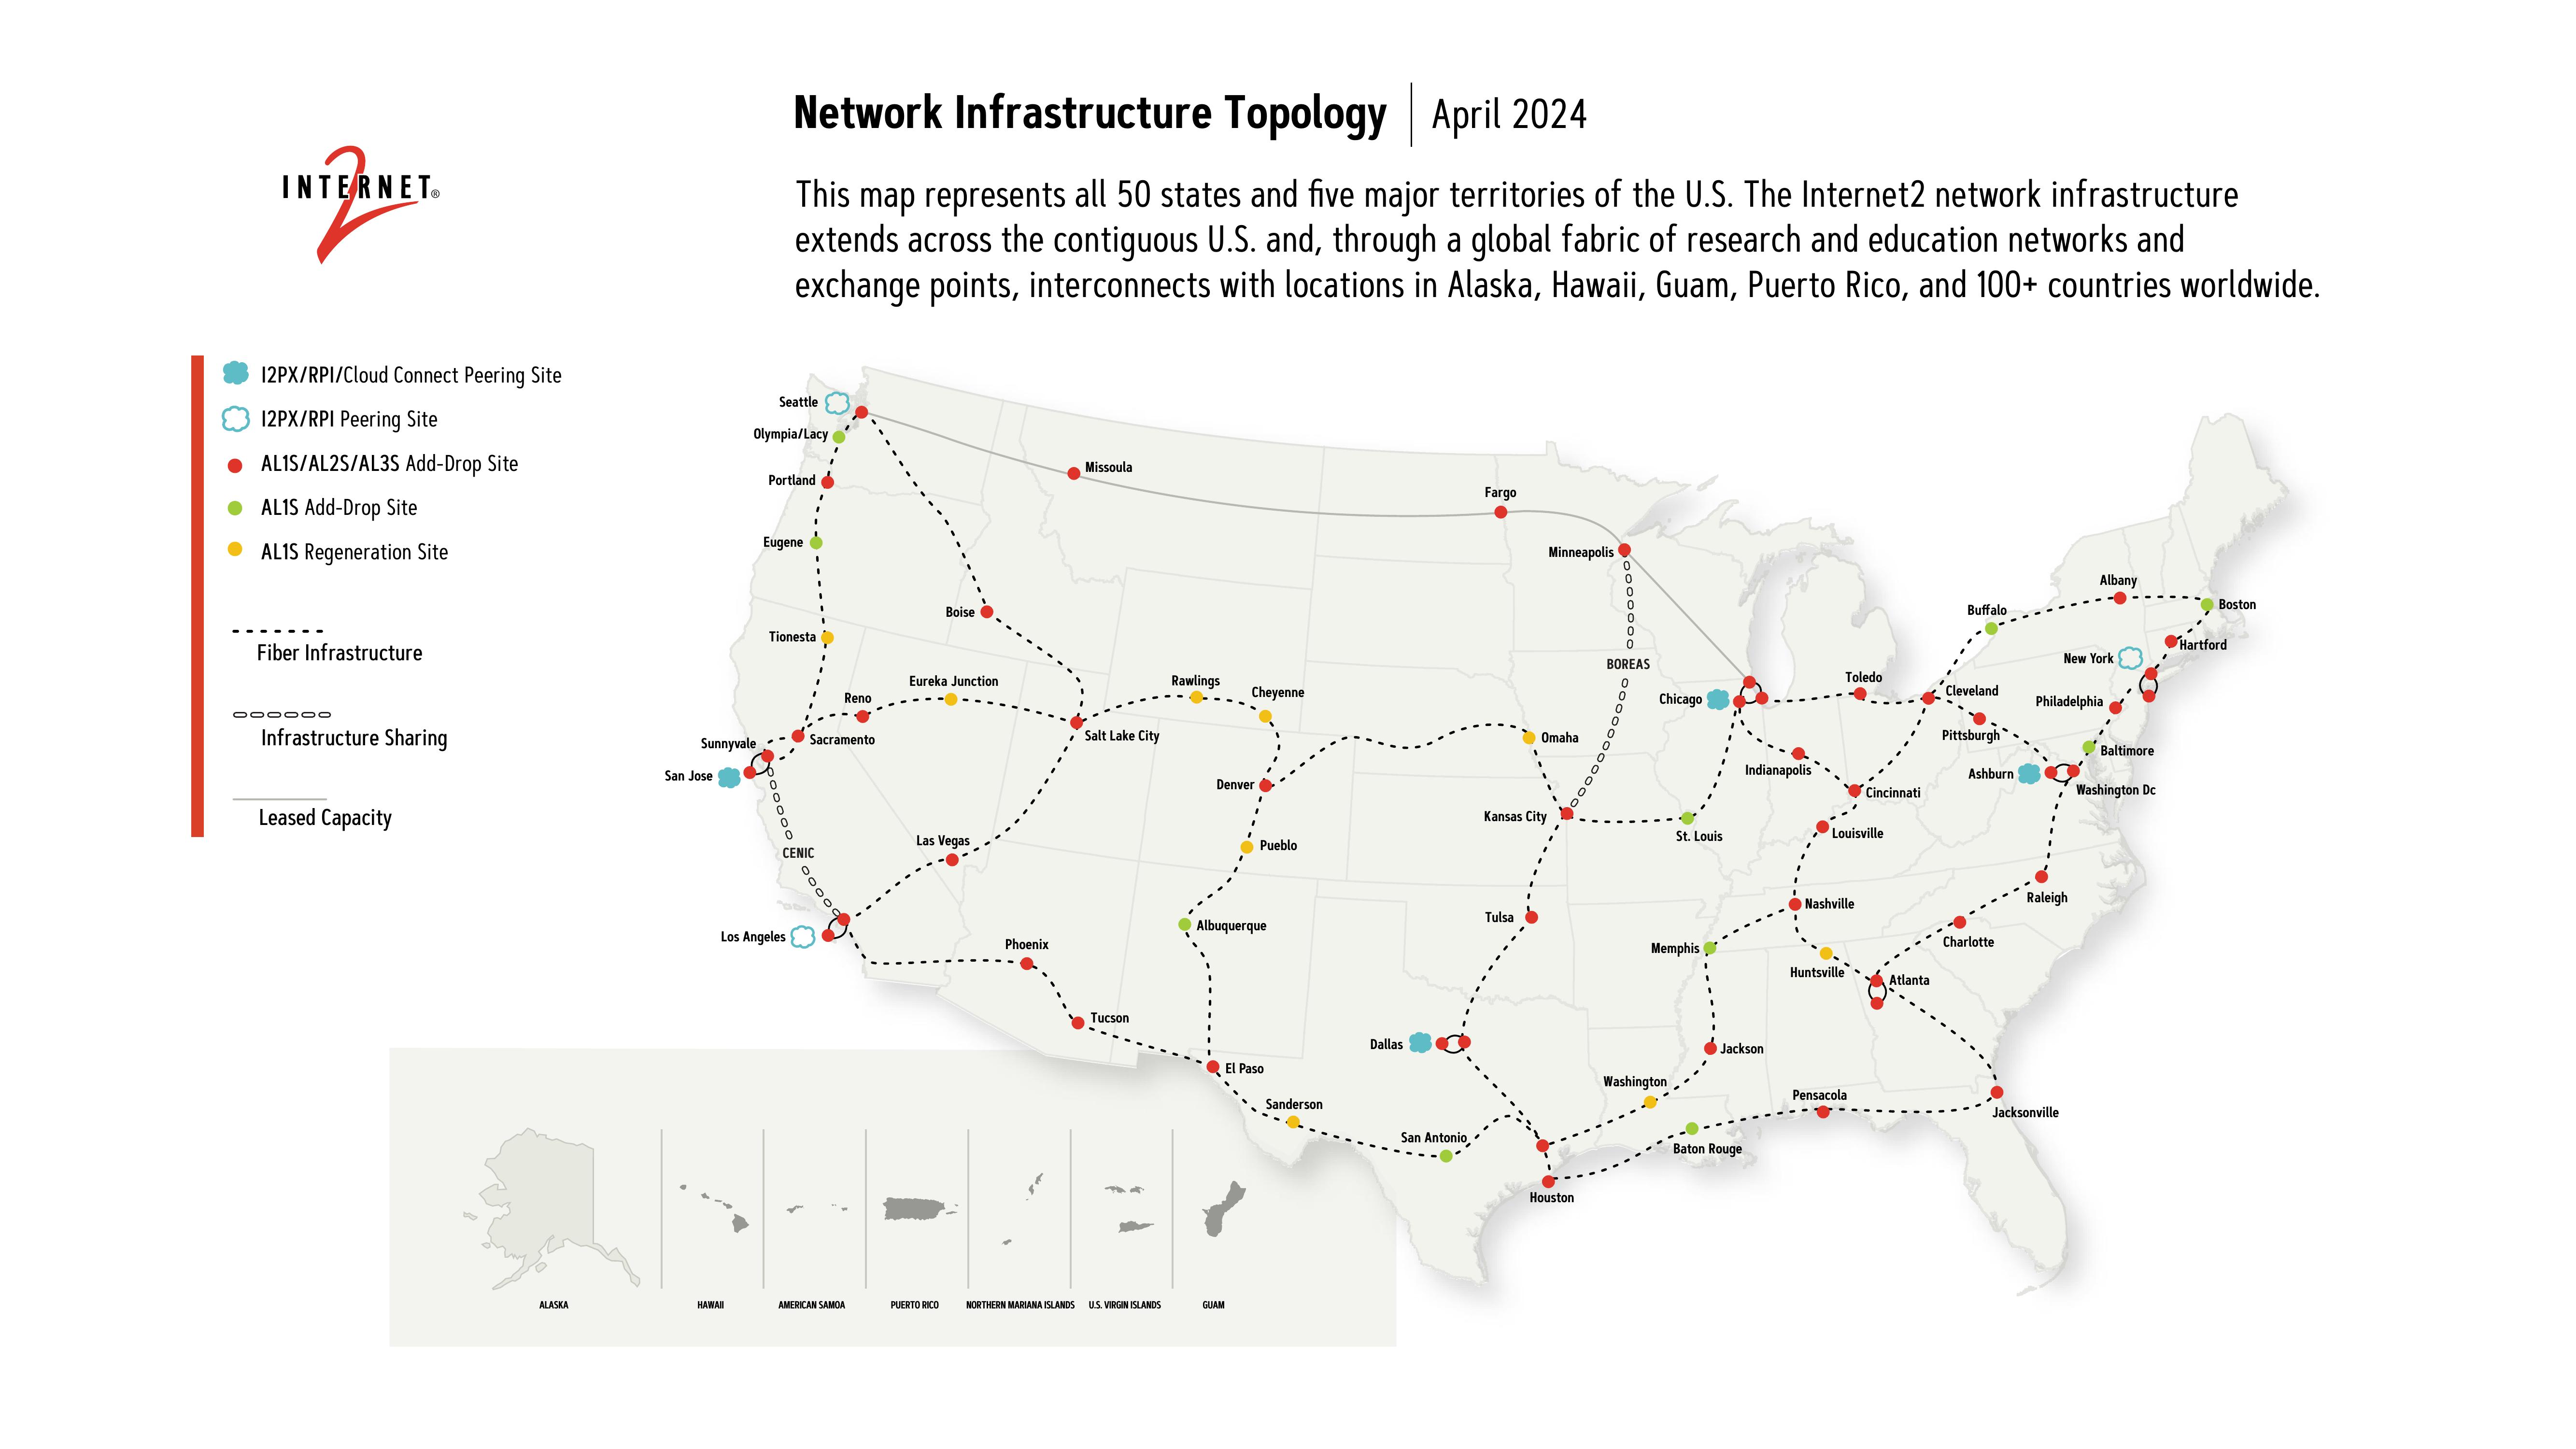 Network Infrastructure Topology | April 2024
INTERNET®
2
This map represents all 50 states and five major territories of the U.S. The Internet2 network infrastructure
extends across the contiguous U.S. and, through a global fabric of research and education networks and
exchange points, interconnects with locations in Alaska, Hawaii, Guam, Puerto Rico, and 100+ countries worldwide.
I2PX/RPI/Cloud Connect Peering Site
I2PX/RPI Peering Site
AL1S/AL2S/AL3S Add-Drop Site
AL1S Add-Drop Site
AL1S Regeneration Site
Fiber Infrastructure
Infrastructure Sharing
Leased Capacity
Seattle
Olympia/Lacy
Portland
Missoula
Fargo
Eugene
Minneapolis
Albany
Boston
Buffalo
Boise
Tionesta
Hartford
New York
BOREAS
Toledo
Rawlings
Eureka Junction
Cheyenne
Cleveland
Reno
Chicago
Philadelphia
Salt Lake City
Pittsburgh
Omaha
Sacramento
Sunnyvale
Baltimore
Indianapolis
Ashburn
San Jose
Denver
Washington Dc
Cincinnati
Kansas City
Louisville
St. Louis
Las Vegas
Pueblo
CENIC
Raleigh
Nashville
Tulsa
Albuquerque
Los Angeles
Charlotte
Phoenix
Memphis
Huntsville
Atlanta
Tucson
Dallas
Jackson
El Paso
Washington
Pensacola
Sanderson
Jacksonville
San Antonio
Baton Rouge
Houston
ALASKA
HAWAII
AMERICAN SAMOA
PUERTO RICO
NORTHERN MARIANA ISLANDS
U.S. VIRGIN ISLANDS
GUAM